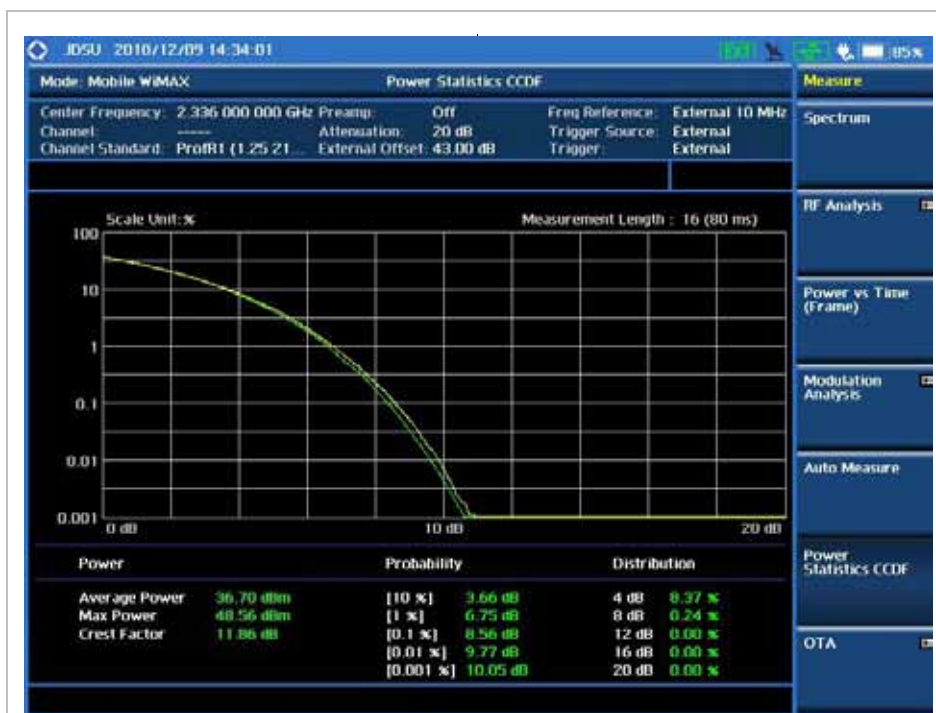 JDSU 2010/12/09 14:34:01 85%
Mode: Mobile WiMAX Power Statistics CCDF Measure
Center Frequency: 2.336 000 000 GHz Preamp: Off Freq Reference: External 10 MHz
Channel: ----- Attenuation: 20 dB Trigger Source: External
Channel Standard: ProfR1 (1.25 21... External Offset: 43.00 dB Trigger: External
Spectrum
RF Analysis
Power vs Time
(Frame)
Modulation
Analysis
Auto Measure
Power
Statistics CCDF
OTA
Scale Unit: % Measurement Length : 16 (80 ms)
100
10
1
0.1
0.01
0.001
0 dB 10 dB 20 dB
Power Probability Distribution
Average Power 36.70 dBm [10 %] 3.66 dB 4 dB 8.37 %
Max Power 48.56 dBm [1 %] 6.75 dB 8 dB 0.24 %
Crest Factor 11.86 dB [0.1 %] 8.56 dB 12 dB 0.00 %
[0.01 %] 9.77 dB 16 dB 0.00 %
[0.001 %] 10.05 dB 20 dB 0.00 %